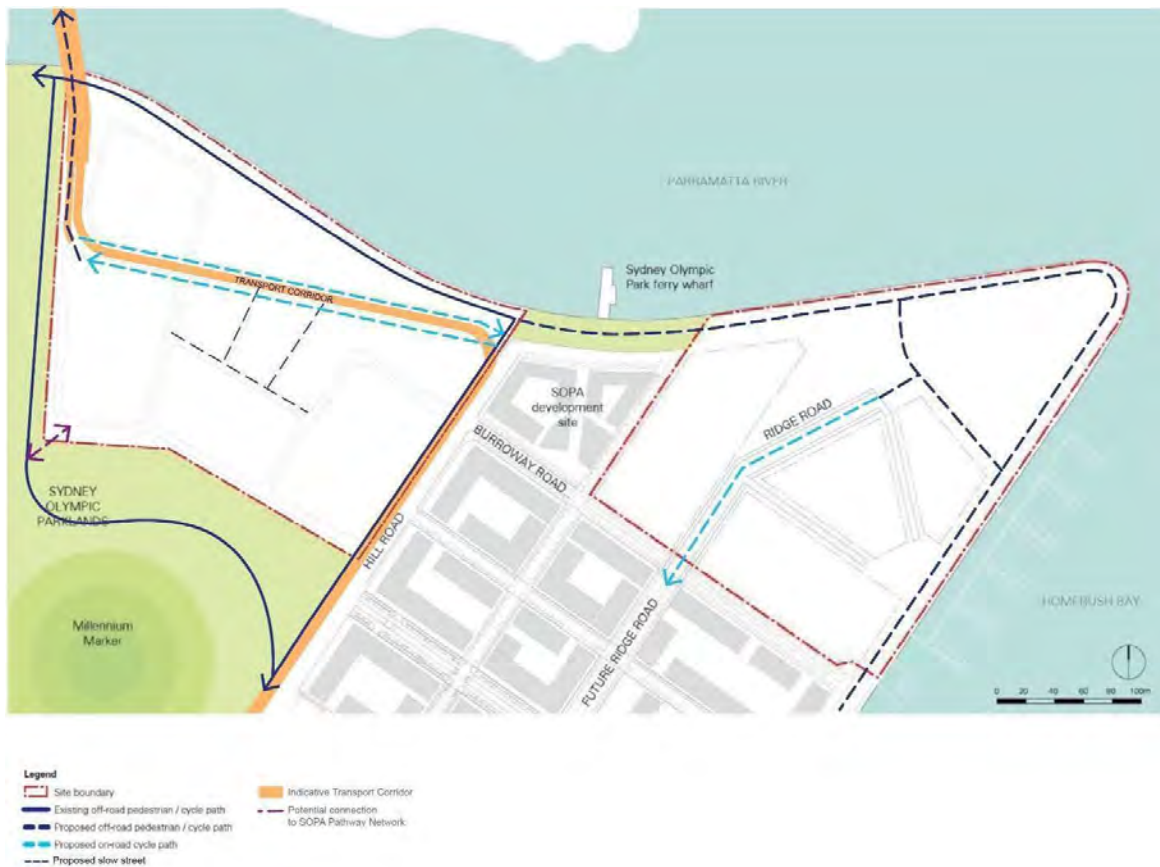 PARRAMATTA RIVER
Sydney Olympic
Park ferry wharf
TRANSPORT CORRIDOR
SOPA
development
site
RIDGE ROAD
BURROWAY ROAD
SYDNEY
OLYMPIC
PARKLANDS
HILL ROAD
HOMEBUSH BAY
Millennium
Marker
FUTURE RIDGE ROAD
0 20 40 60 80 100m
Legend
Site boundary
Existing off-road pedestrian / cycle path
Proposed off-road pedestrian / cycle path
Proposed on-road cycle path
Proposed slow street
Indicative Transport Corridor
Potential connection
to SOPA Pathway Network